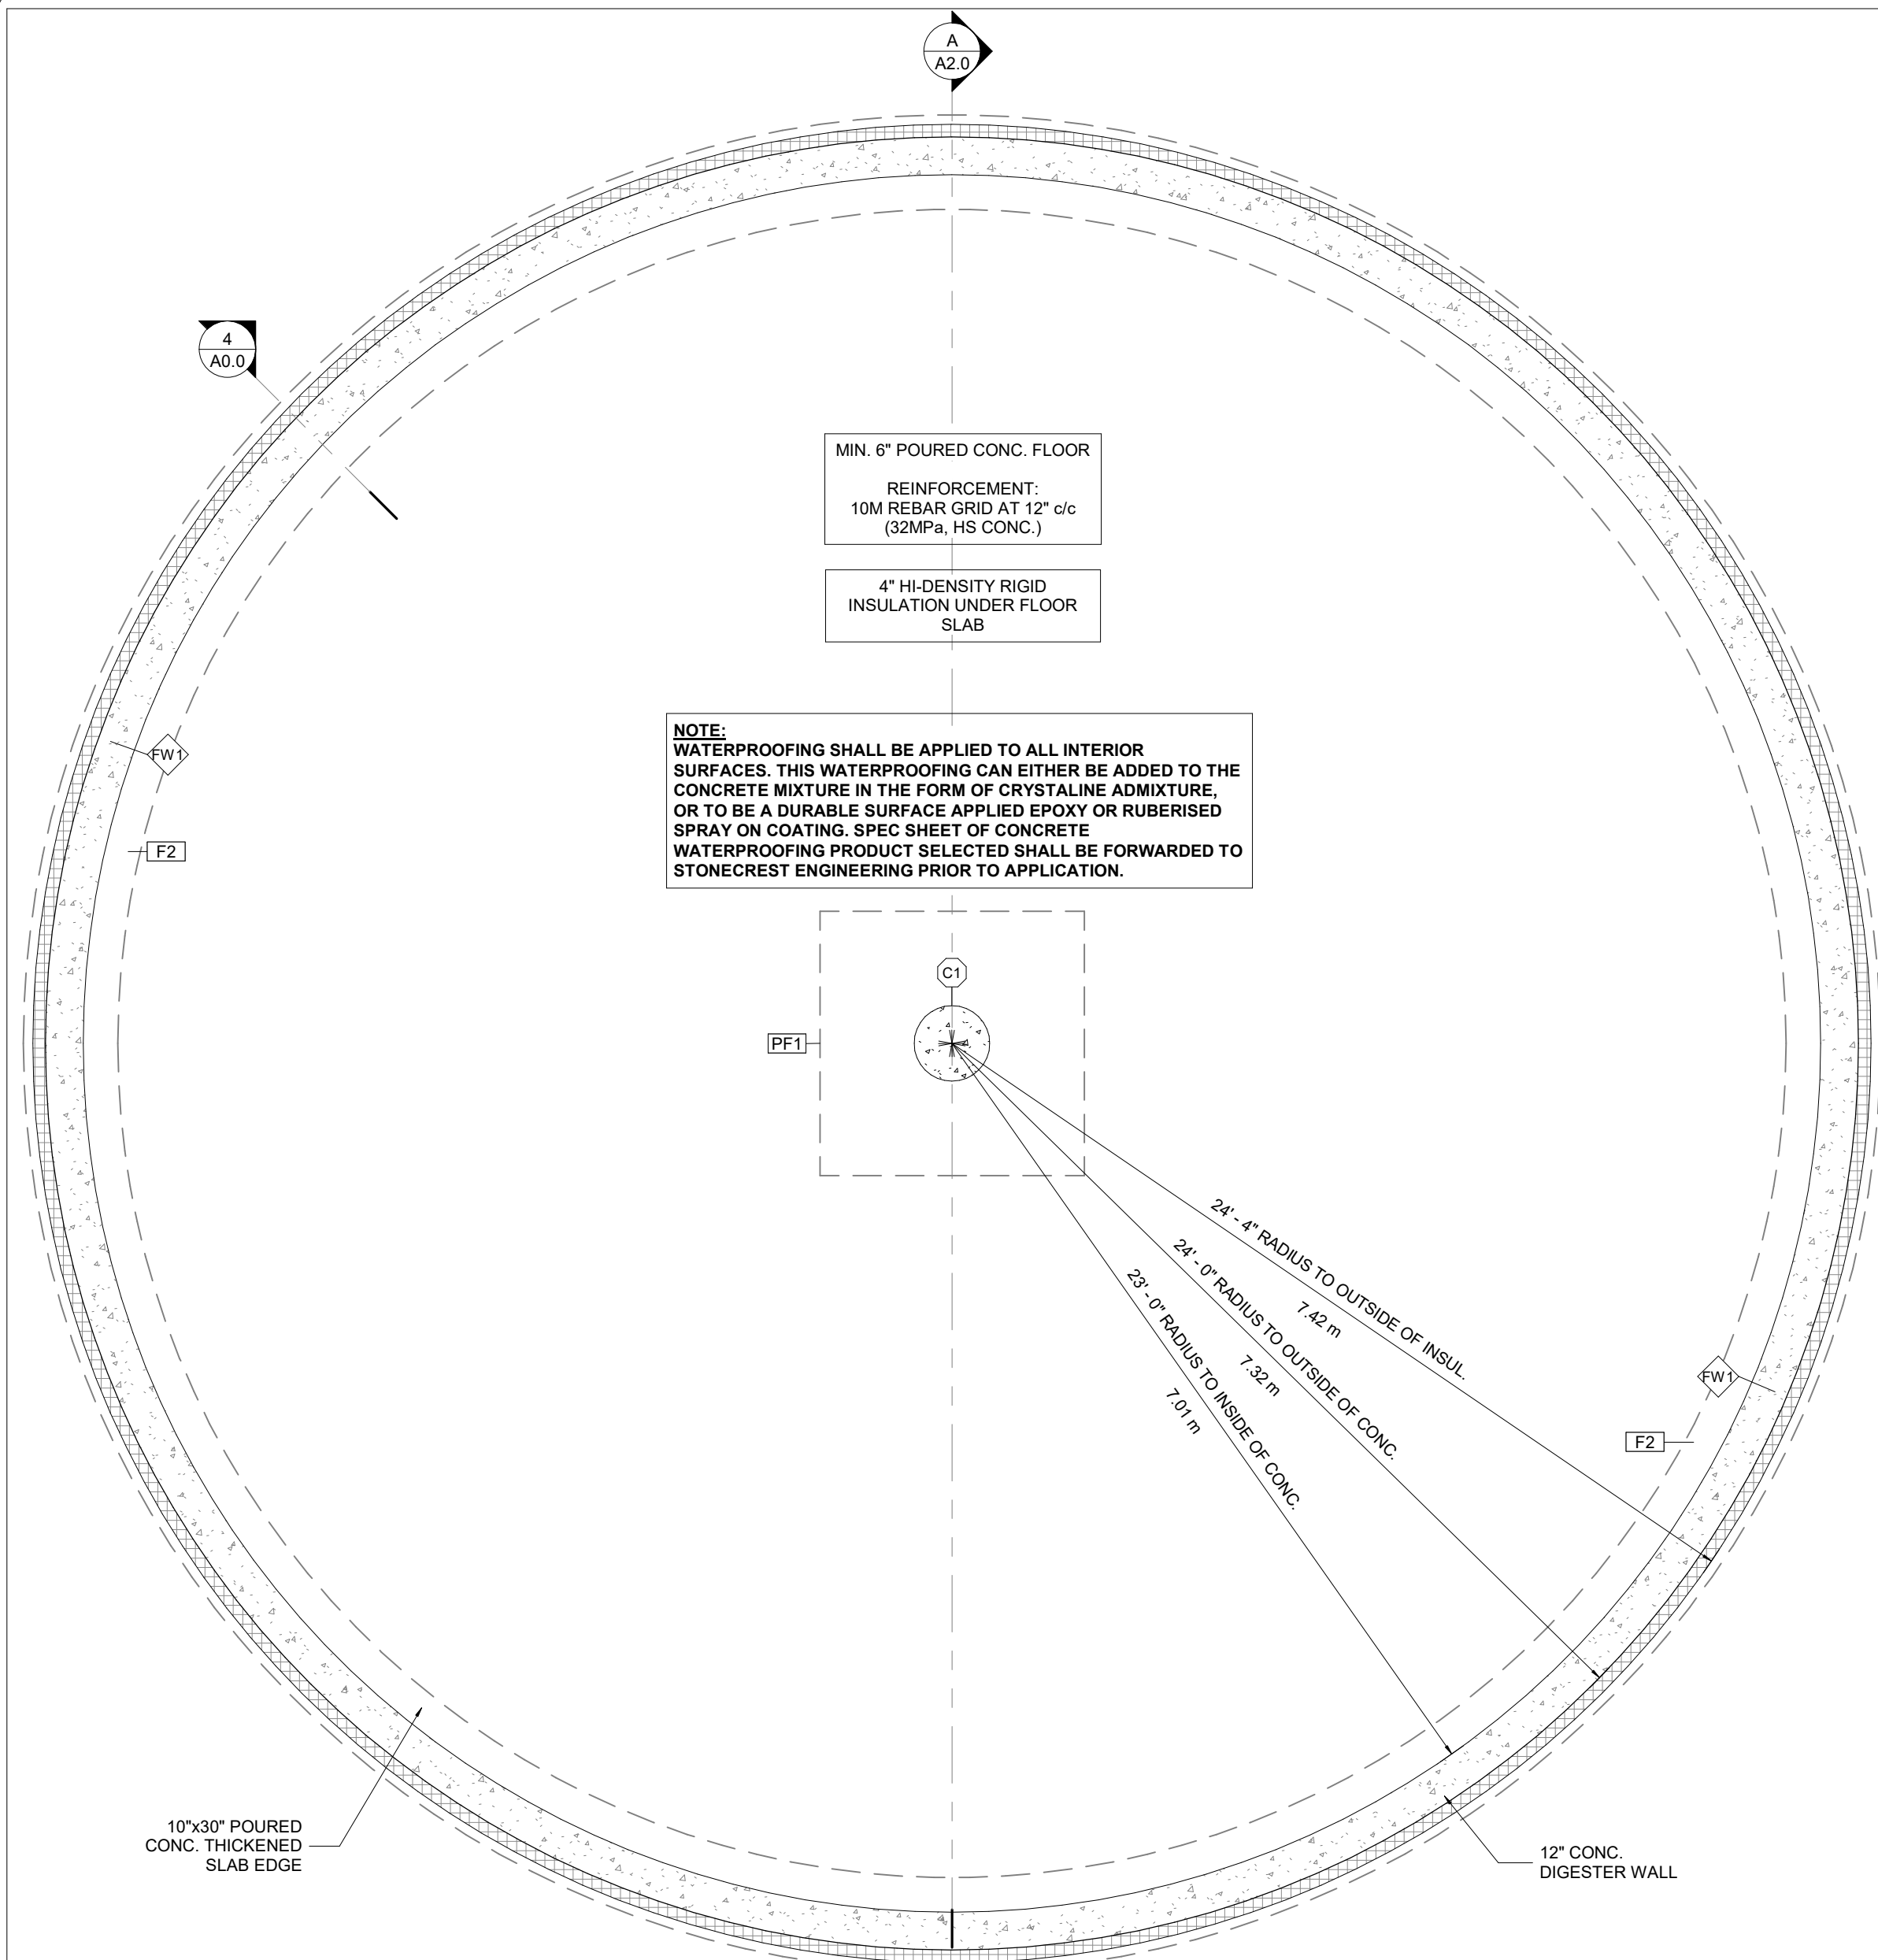 A
A2.0
4
A0.0
MIN. 6" POURED CONC. FLOOR
REINFORCEMENT:
10M REBAR GRID AT 12" c/c
(32MPa, HS CONC.)
4" HI-DENSITY RIGID
INSULATION UNDER FLOOR
SLAB
NOTE:
WATERPROOFING SHALL BE APPLIED TO ALL INTERIOR
SURFACES. THIS WATERPROOFING CAN EITHER BE ADDED TO THE
CONCRETE MIXTURE IN THE FORM OF CRYSTALINE ADMIXTURE,
OR TO BE A DURABLE SURFACE APPLIED EPOXY OR RUBERISED
SPRAY ON COATING. SPEC SHEET OF CONCRETE
WATERPROOFING PRODUCT SELECTED SHALL BE FORWARDED TO
STONECREST ENGINEERING PRIOR TO APPLICATION.
FW1
F2
C1
PF1
24' - 4" RADIUS TO OUTSIDE OF INSUL.
7.42 m
24' - 0" RADIUS TO OUTSIDE OF CONC.
7.32 m
23' - 0" RADIUS TO INSIDE OF CONC.
7.01 m
FW1
F2
10"x30" POURED
CONC. THICKENED
SLAB EDGE
12" CONC.
DIGESTER WALL